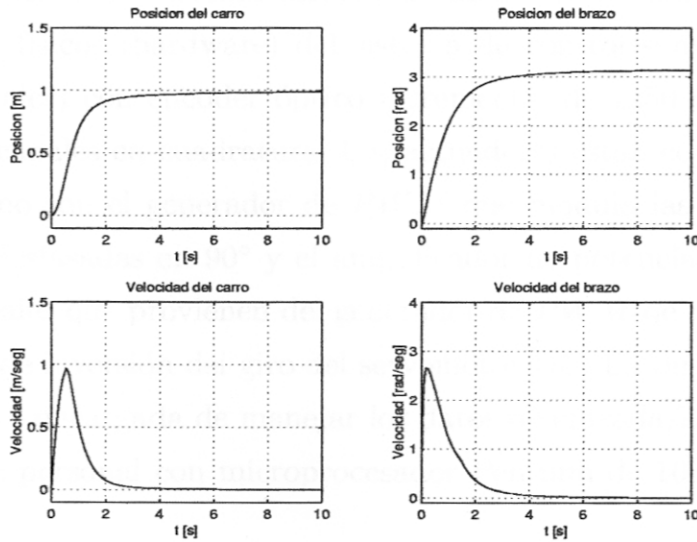 Posicion del carro
1.5
1
0.5
0
Posicion [m]
0 2 4 6 8 10
t [s]
Posicion del brazo
4
3
2
1
0
Posicion [rad]
0 2 4 6 8 10
t [s]
Velocidad del carro
1.5
1
0.5
0
Velocidad [m/seg]
0 2 4 6 8 10
t [s]
Velocidad del brazo
4
3
2
1
0
Velocidad [rad/seg]
0 2 4 6 8 10
t [s]